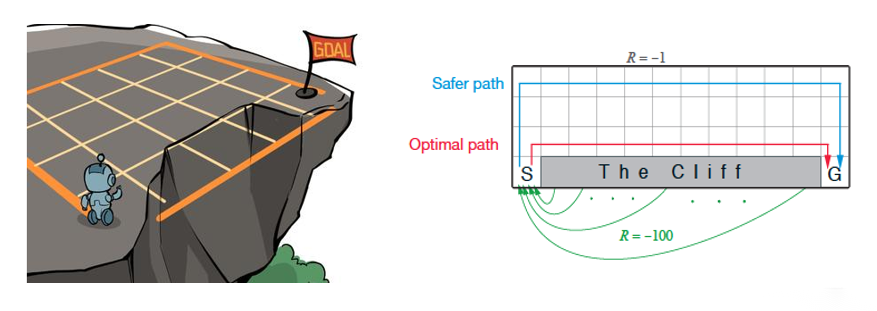 GOAL
R = -1
Safer path
Optimal path
S The Cliff G
R = -100